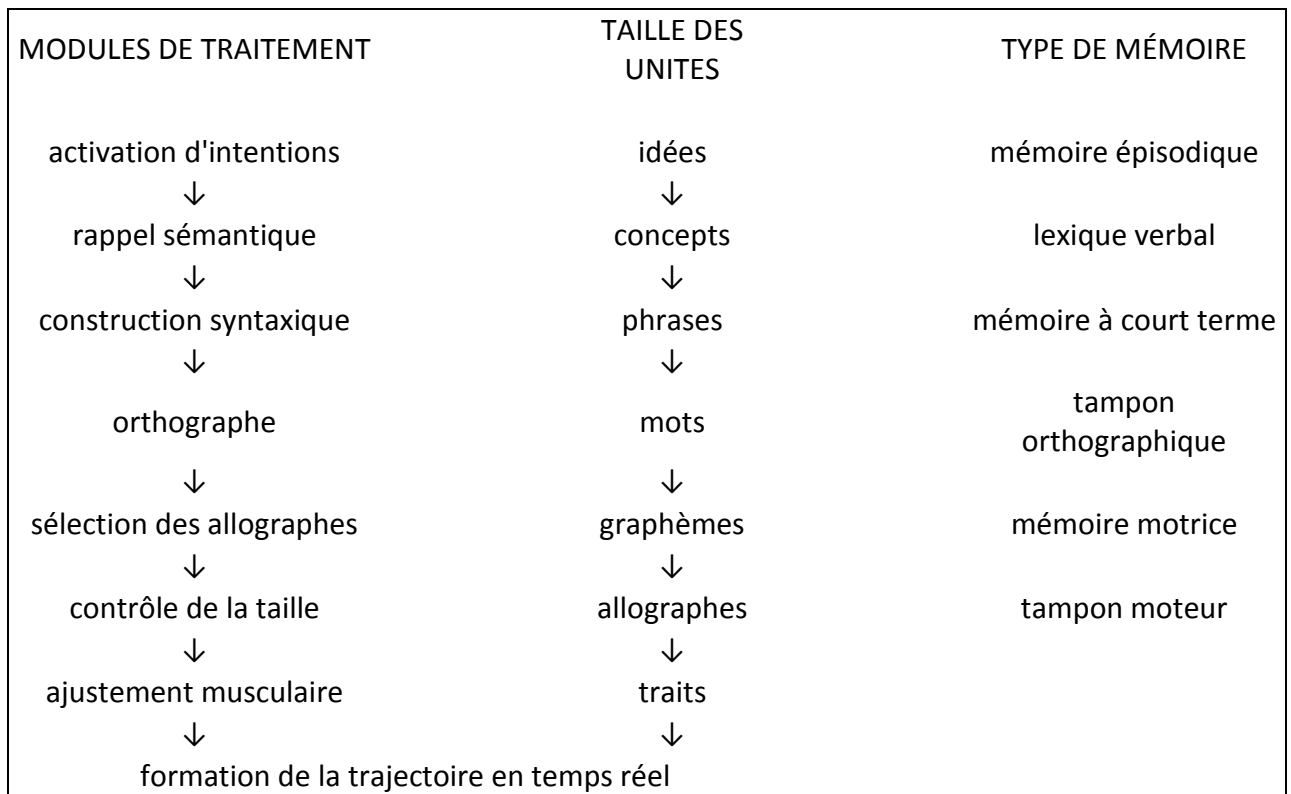 MODULES DE TRAITEMENT TAILLE DES UNITES TYPE DE MÉMOIRE
activation d'intentions idées mémoire épisodique
↓ ↓
rappel sémantique concepts lexique verbal
↓ ↓
construction syntaxique phrases mémoire à court terme
↓ ↓
orthographe mots tampon orthographique
↓ ↓
sélection des allographes graphèmes mémoire motrice
↓ ↓
contrôle de la taille allographes tampon moteur
↓ ↓
ajustement musculaire traits
↓ ↓
formation de la trajectoire en temps réel